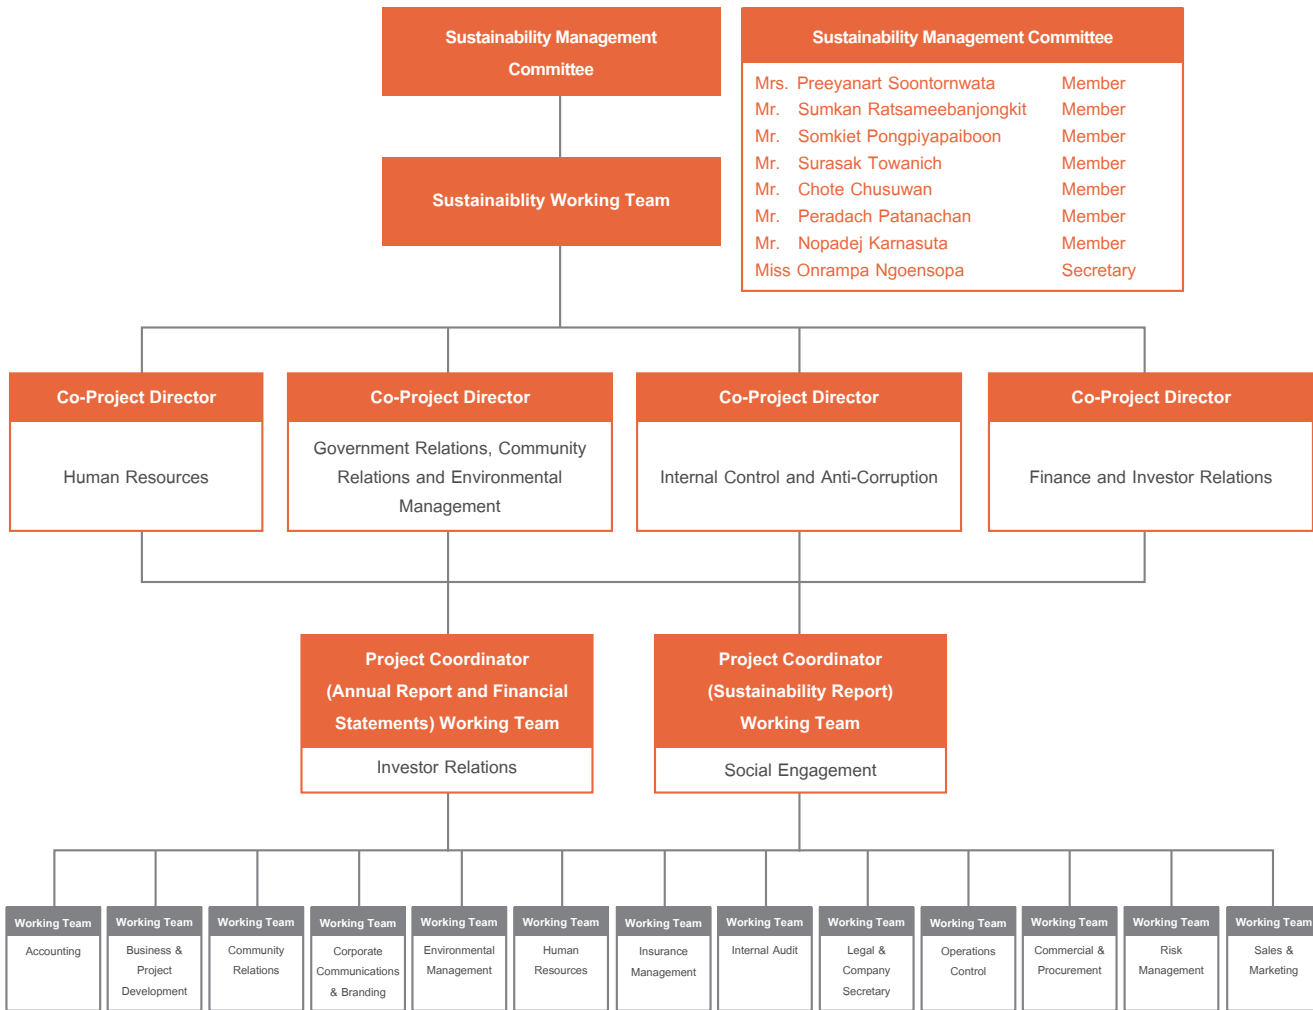 Sustainability Management
Committee
Sustainability Management Committee
Mrs. Preeyanart Soontornwata Member
Mr. Sumkan Ratsameebanjongkit Member
Mr. Somkiet Pongpiyapaiboon Member
Mr. Surasak Towanich Member
Mr. Chote Chusuwan Member
Mr. Peradach Patanachan Member
Mr. Nopadej Karnasuta Member
Miss Onrampa Ngoensopa Secretary
Sustainaiblity Working Team
Co-Project Director
Human Resources
Co-Project Director
Government Relations, Community
Relations and Environmental
Management
Co-Project Director
Internal Control and Anti-Corruption
Co-Project Director
Finance and Investor Relations
Project Coordinator
(Annual Report and Financial
Statements) Working Team
Investor Relations
Project Coordinator
(Sustainability Report)
Working Team
Social Engagement
Working Team
Accounting
Working Team
Business &
Project
Development
Working Team
Community
Relations
Working Team
Corporate
Communications
& Branding
Working Team
Environmental
Management
Working Team
Human
Resources
Working Team
Insurance
Management
Working Team
Internal Audit
Working Team
Legal &
Company
Secretary
Working Team
Operations
Control
Working Team
Commercial &
Procurement
Working Team
Risk
Management
Working Team
Sales &
Marketing